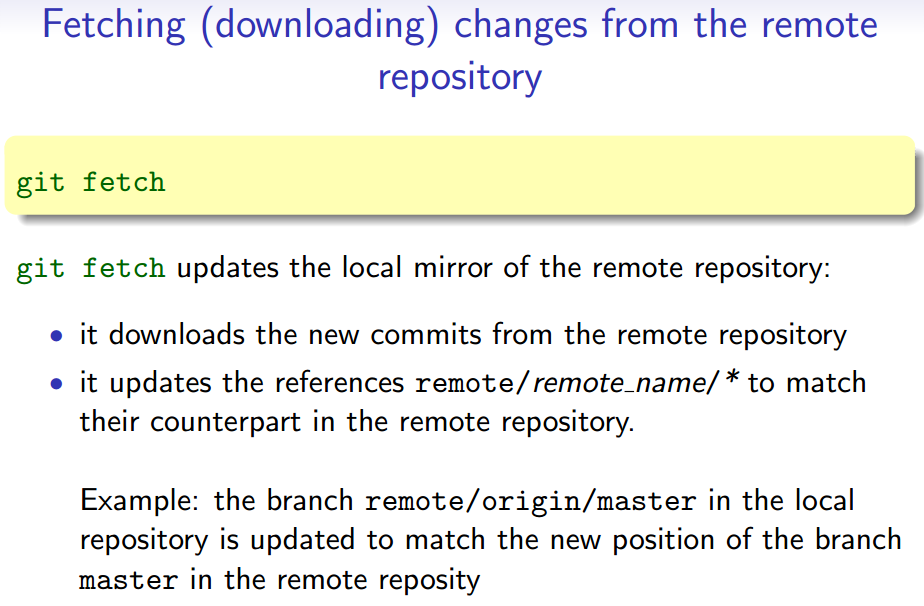 Fetching (downloading) changes from the remote
repository
git fetch
git fetch updates the local mirror of the remote repository:
• it downloads the new commits from the remote repository
• it updates the references remote/remote_name/* to match
their counterpart in the remote repository.
Example: the branch remote/origin/master in the local
repository is updated to match the new position of the branch
master in the remote reposity